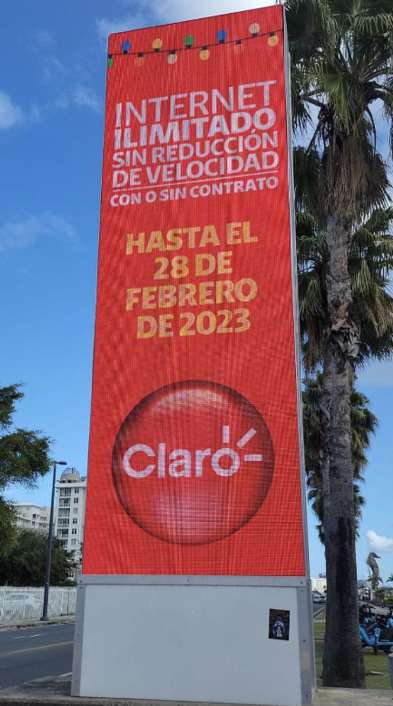 INTERNET
ILIMITADO
SIN REDUCCIÓN
DE VELOCIDAD
CON O SIN CONTRATO
HASTA EL
28 DE
FEBRERO
DE 2023
Claro